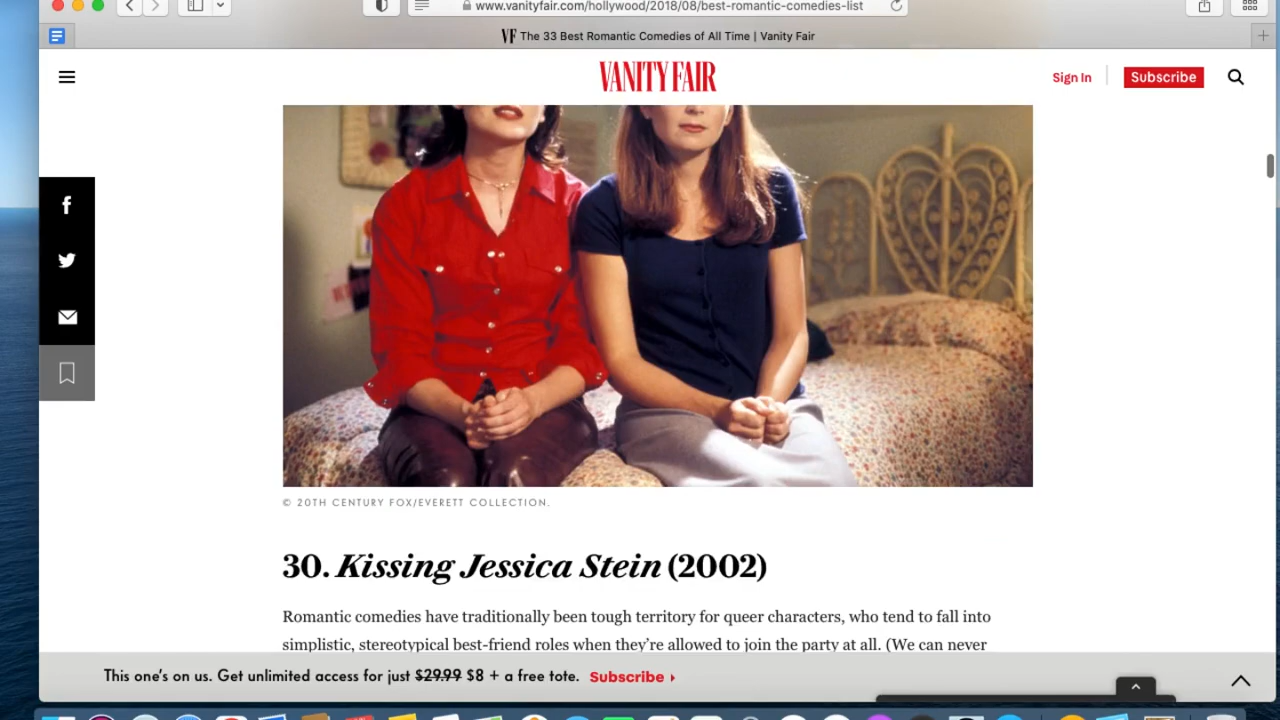 www.vanityfair.com/hollywood/2018/08/best-romantic-comedies-list
VF The 33 Best Romantic Comedies of All Time | Vanity Fair
VANITY FAIR
Sign In
Subscribe
© 20TH CENTURY FOX/EVERETT COLLECTION.
30. Kissing Jessica Stein (2002)
Romantic comedies have traditionally been tough territory for queer characters, who tend to fall into
simplistic, stereotypical best-friend roles when they’re allowed to join the party at all. (We can never
This one’s on us. Get unlimited access for just $29.99 $8 + a free tote. Subscribe